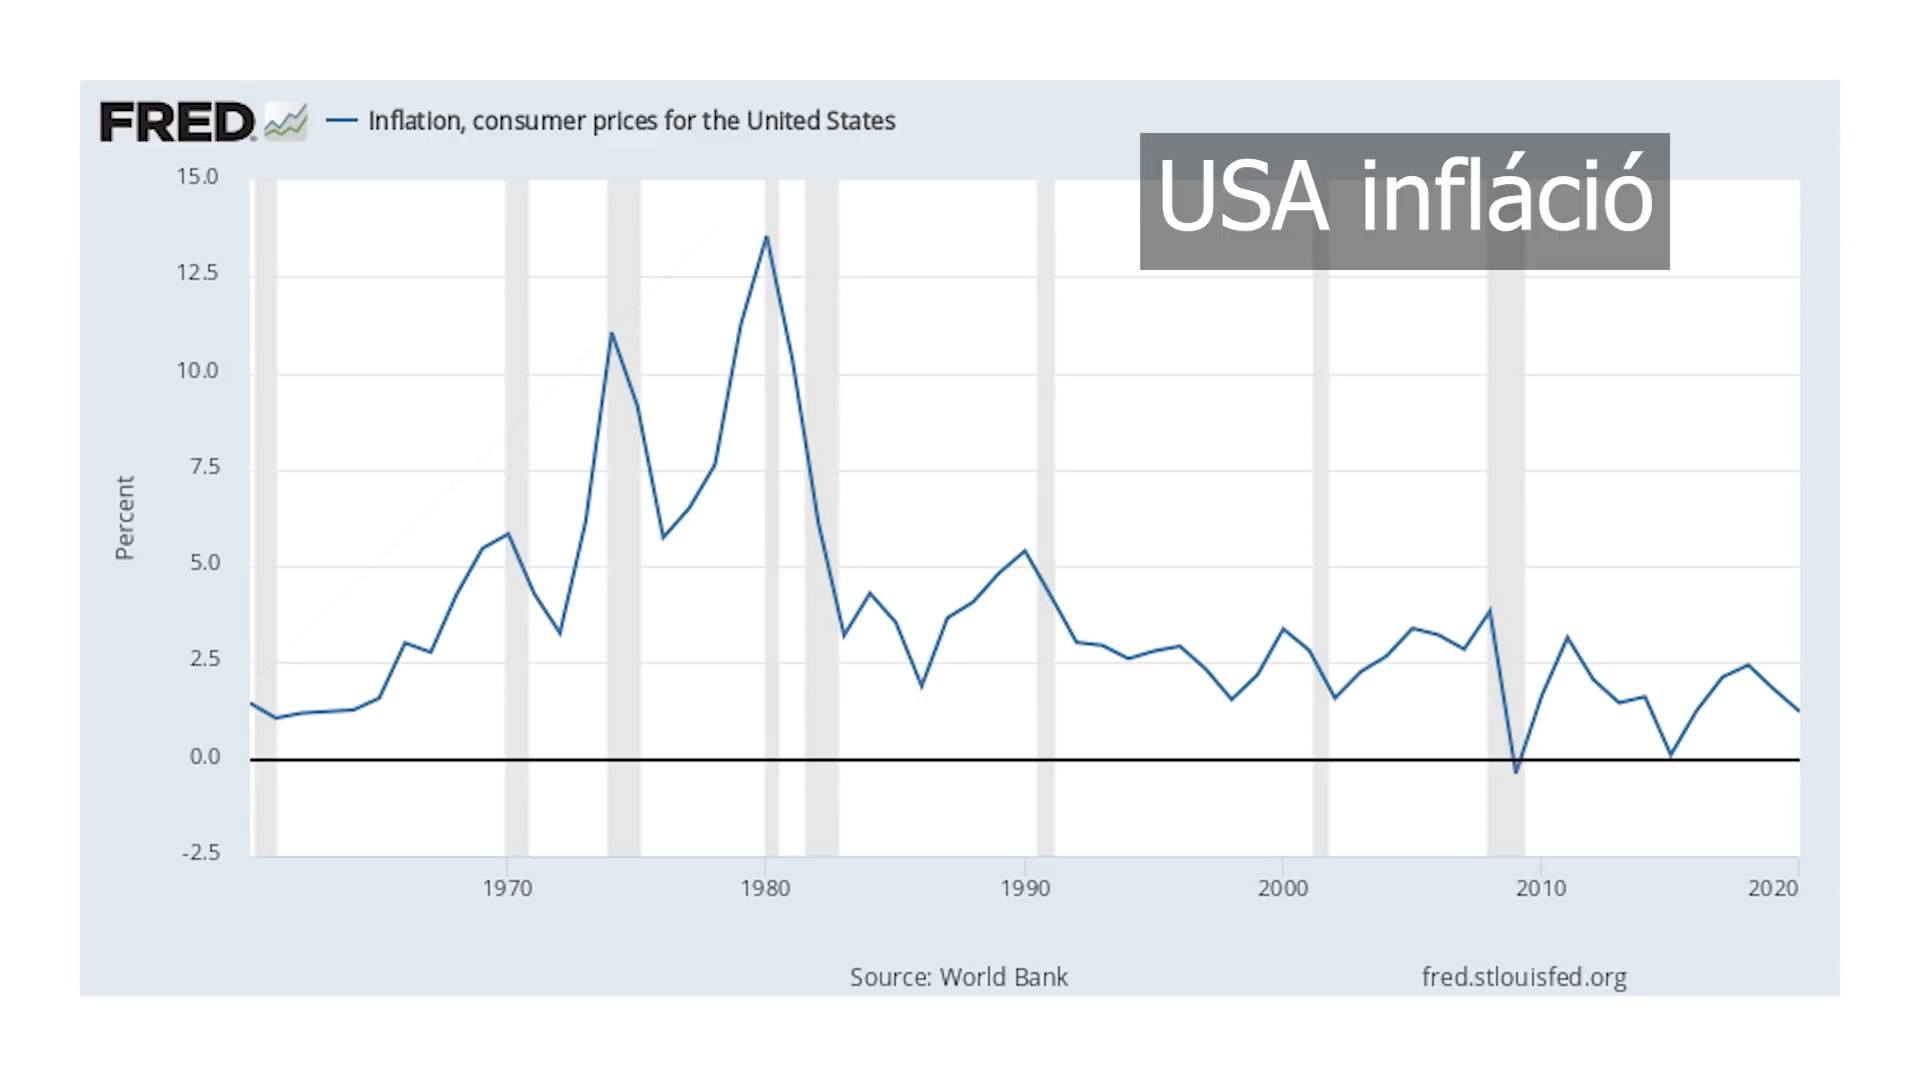 FRED
Inflation, consumer prices for the United States
USA infláció
15.0
12.5
10.0
7.5
5.0
2.5
0.0
-2.5
Percent
1970
1980
1990
2000
2010
2020
Source: World Bank
fred.stlouisfed.org